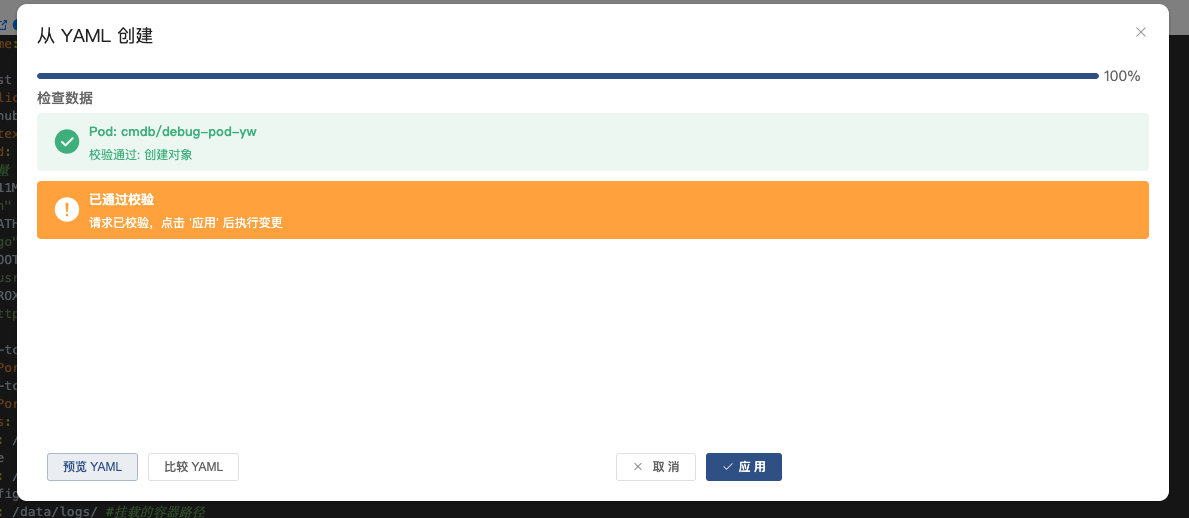 从 YAML 创建
100%
检查数据
Pod: cmdb/debug-pod-yw
校验通过: 创建对象
已通过校验
请求已校验，点击 '应用' 后执行变更
预览 YAML
比较 YAML
取 消
应 用
: /data/logs/ #挂载的容器路径